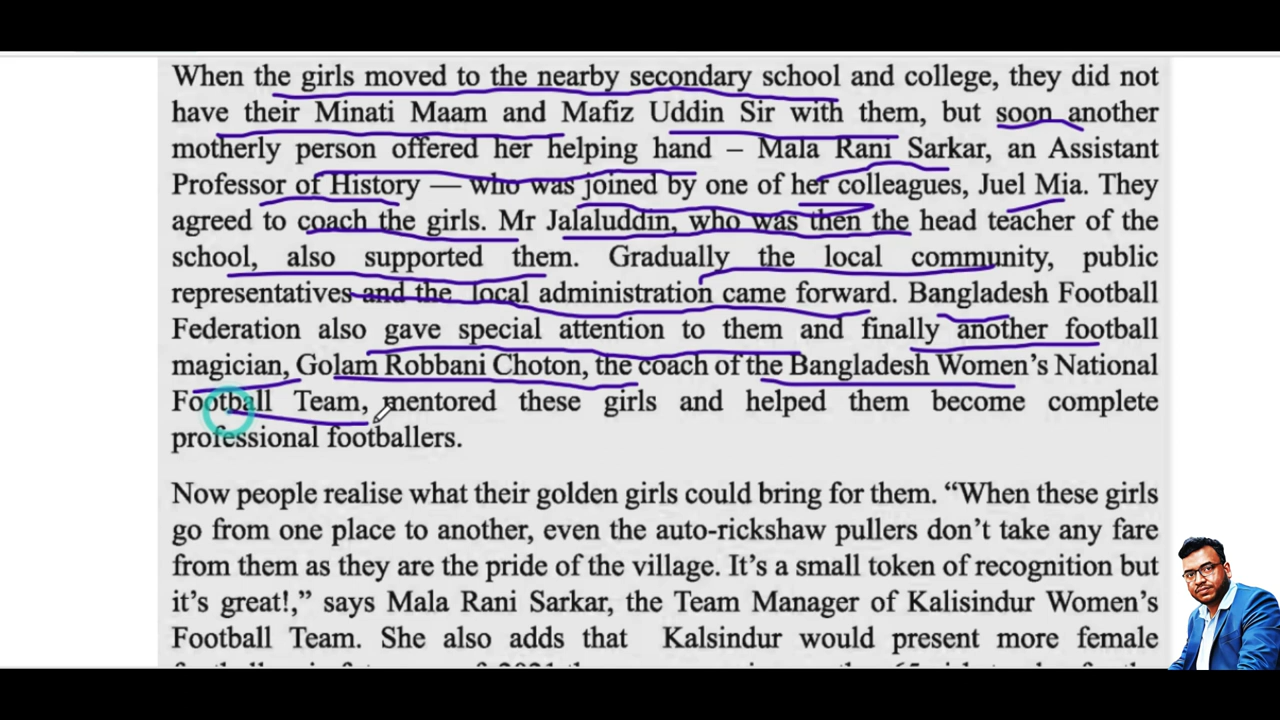 When the girls moved to the nearby secondary school and college, they did not
have their Minati Maam and Mafiz Uddin Sir with them, but soon another
motherly person offered her helping hand – Mala Rani Sarkar, an Assistant
Professor of History — who was joined by one of her colleagues, Juel Mia. They
agreed to coach the girls. Mr Jalaluddin, who was then the head teacher of the
school, also supported them. Gradually the local community, public
representatives and the local administration came forward. Bangladesh Football
Federation also gave special attention to them and finally another football
magician, Golam Robbani Choton, the coach of the Bangladesh Women’s National
Football Team, mentored these girls and helped them become complete
professional footballers.
Now people realise what their golden girls could bring for them. “When these girls
go from one place to another, even the auto-rickshaw pullers don’t take any fare
from them as they are the pride of the village. It’s a small token of recognition but
it’s great!,” says Mala Rani Sarkar, the Team Manager of Kalisindur Women’s
Football Team. She also adds that Kalsindur would present more female